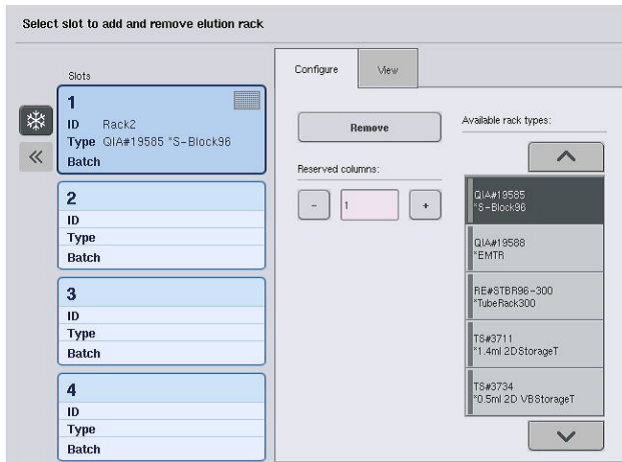 Select slot to add and remove elution rack
Slots
1
ID Rack2
Type QIA#19585 *S-Block96
Batch
2
ID
Type
Batch
3
ID
Type
Batch
4
ID
Type
Batch
Configure View
Remove
Reserved columns:
- 1 +
Available rack types:
QIA#19585
*S-Block96
QIA#19588
*EMTR
RE#STBR96-300
*TubeRack300
TS#3711
*1.4ml 2DStorageT
TS#3734
*0.5ml 2D VBStorageT